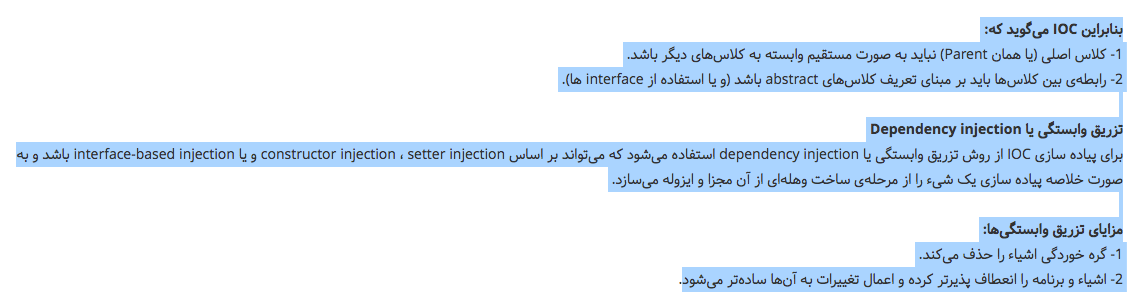 بنابراین IOC می‌گوید که:
1- کلاس اصلی (یا همان Parent) نباید به صورت مستقیم وابسته به کلاس‌های دیگر باشد.
2- رابطه‌ی بین کلاس‌ها باید بر مبنای تعریف کلاس‌های abstract باشد (و یا استفاده از interface ها).
تزریق وابستگی یا Dependency injection
برای پیاده سازی IOC از روش تزریق وابستگی یا dependency injection استفاده می‌شود که می‌تواند بر اساس constructor injection ، setter injection و یا interface-based injection باشد و به
صورت خلاصه پیاده سازی یک شیء را از مرحله‌ی ساخت وهله‌ای از آن مجزا و ایزوله می‌سازد.
مزایای تزریق وابستگی‌ها:
1- گره خوردگی اشیاء را حذف می‌کند.
2- اشیاء و برنامه را انعطاف پذیرتر کرده و اعمال تغییرات به آن‌ها ساده‌تر می‌شود.